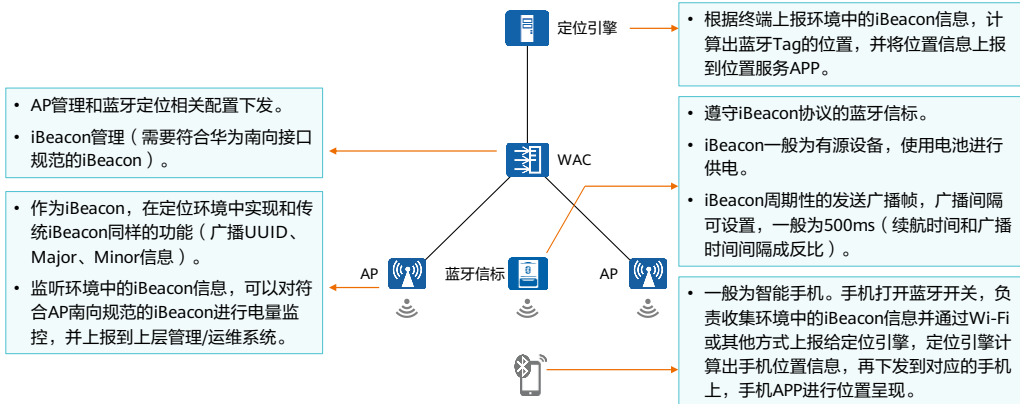 定位引擎
• 根据终端上报环境中的iBeacon信息，计
算出蓝牙Tag的位置，并将位置信息上报
到位置服务APP。
• AP管理和蓝牙定位相关配置下发。
• iBeacon管理（需要符合华为南向接口
规范的iBeacon）。
WAC
• 遵守iBeacon协议的蓝牙信标。
• iBeacon一般为有源设备，使用电池进行
供电。
• iBeacon周期性的发送广播帧，广播间隔
可设置，一般为500ms（续航时间和广播
时间间隔成反比）。
• 作为iBeacon，在定位环境中实现和传
统iBeacon同样的功能（广播UUID、
Major、Minor信息）。
• 监听环境中的iBeacon信息，可以对符
合AP南向规范的iBeacon进行电量监
控，并上报到上层管理/运维系统。
AP
蓝牙信标
AP
• 一般为智能手机。手机打开蓝牙开关，负
责收集环境中的iBeacon信息并通过Wi-Fi
或其他方式上报给定位引擎，定位引擎计
算出手机位置信息，再下发到对应的手机
上，手机APP进行位置呈现。